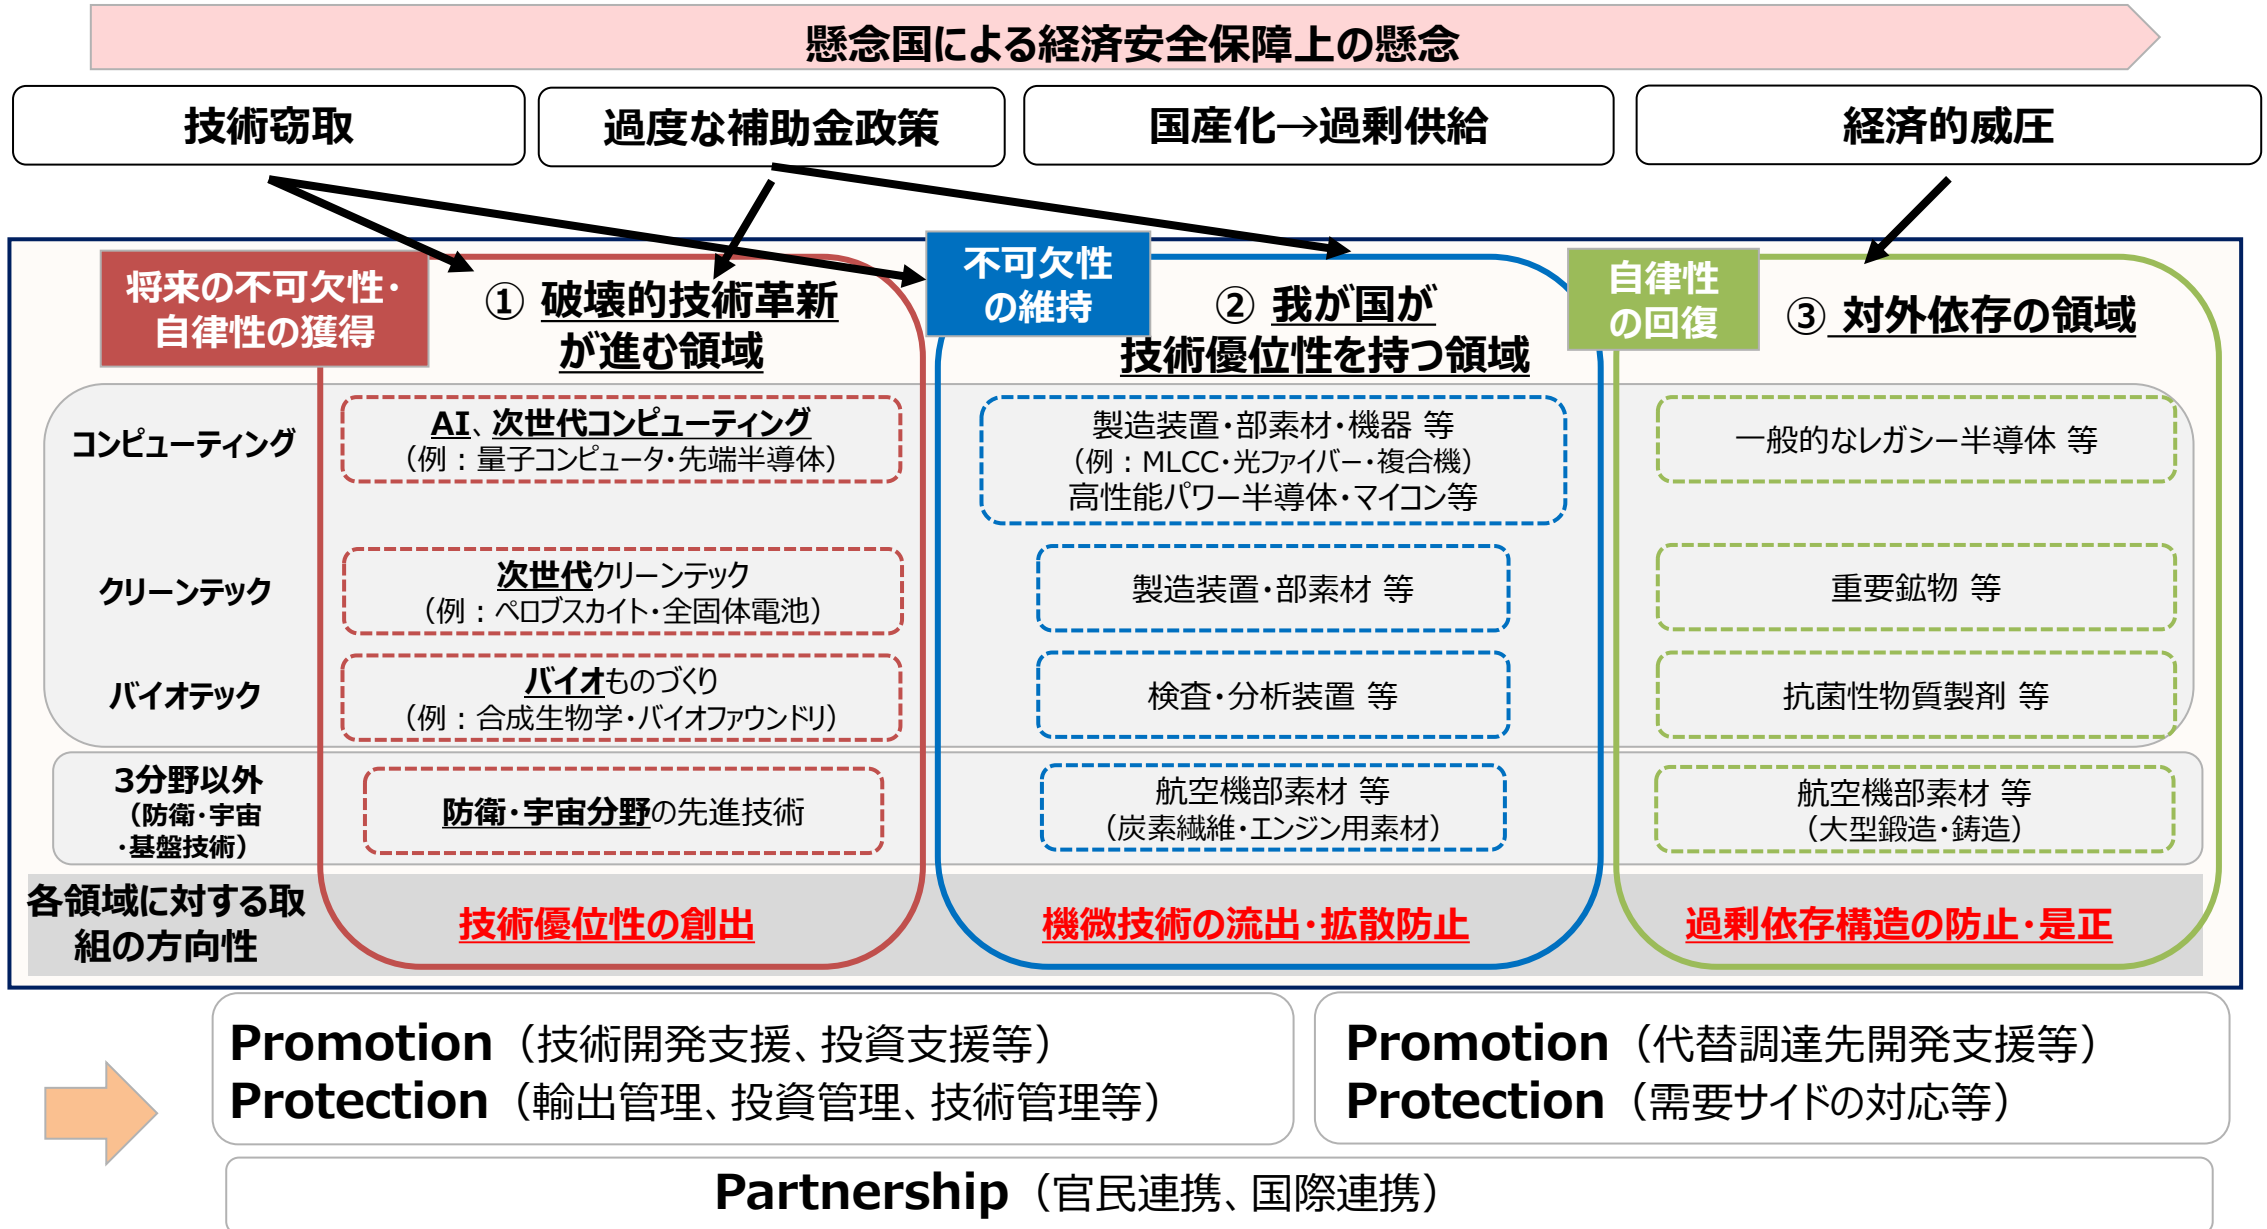 懸念国による経済安全保障上の懸念
技術窃取
過度な補助金政策
国産化→過剰供給
経済的威圧
将来の不可欠性・
自律性の獲得
① 破壊的技術革新
が進む領域
不可欠性
の維持
② 我が国が
技術優位性を持つ領域
自律性
の回復
③ 対外依存の領域
コンピューティング
AI、次世代コンピューティング
（例：量子コンピュータ・先端半導体）
製造装置・部素材・機器 等
（例：MLCC・光ファイバー・複合機）
高性能パワー半導体・マイコン等
一般的なレガシー半導体 等
クリーンテック
次世代クリーンテック
（例：ペロブスカイト・全固体電池）
製造装置・部素材 等
重要鉱物 等
バイオテック
バイオものづくり
（例：合成生物学・バイオファウンドリ）
検査・分析装置 等
抗菌性物質製剤 等
3分野以外
（防衛・宇宙
・基盤技術）
防衛・宇宙分野の先進技術
航空機部素材 等
（炭素繊維・エンジン用素材）
航空機部素材 等
（大型鍛造・鋳造）
各領域に対する取
組の方向性
技術優位性の創出
機微技術の流出・拡散防止
過剰依存構造の防止・是正
Promotion（技術開発支援、投資支援等）
Protection（輸出管理、投資管理、技術管理等）
Promotion（代替調達先開発支援等）
Protection（需要サイドの対応等）
Partnership（官民連携、国際連携）